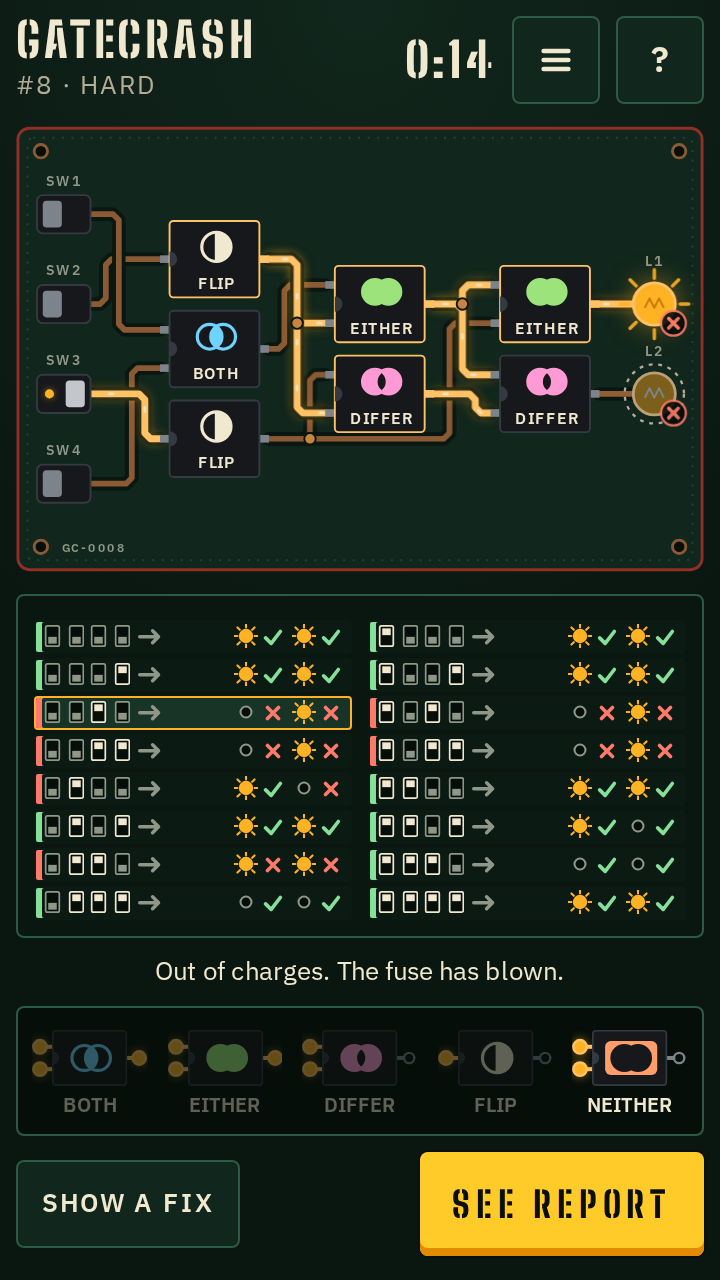 GATECRASH
#8 · HARD
0:14
?
SW1
SW2
SW3
SW4
FLIP
BOTH
FLIP
EITHER
DIFFER
EITHER
DIFFER
L1
L2
GC-0008
Out of charges. The fuse has blown.
BOTH
EITHER
DIFFER
FLIP
NEITHER
SHOW A FIX
SEE REPORT